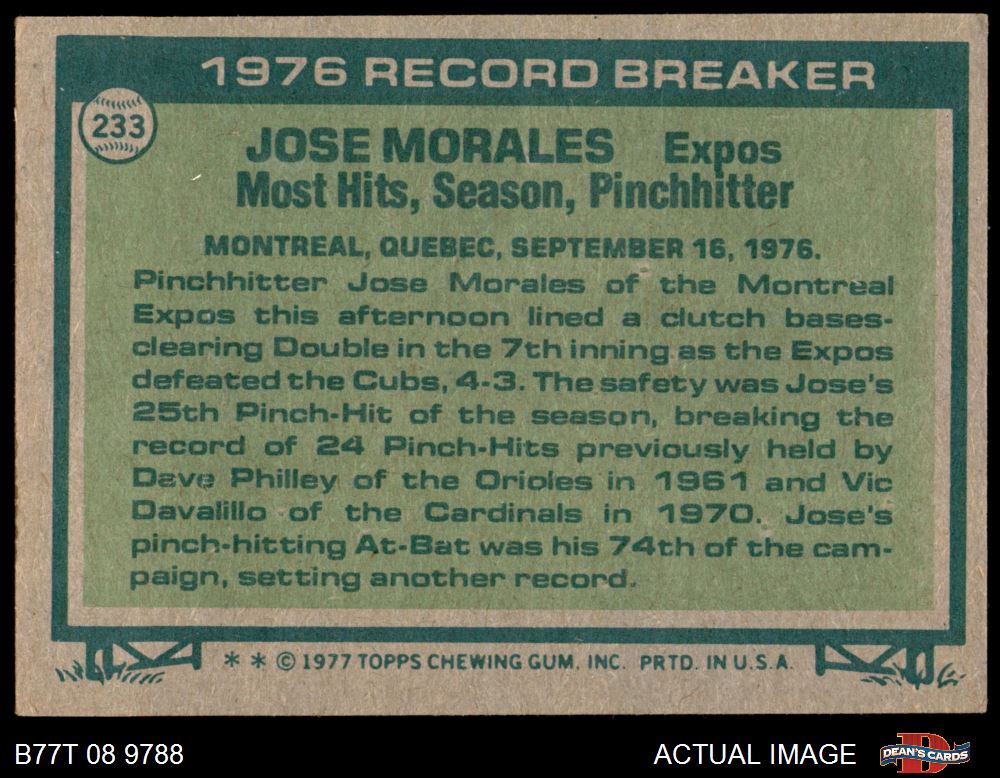 1976 RECORD BREAKER
233
JOSE MORALES Expos
Most Hits, Season, Pinchhitter
MONTREAL, QUEBEC, SEPTEMBER 16, 1976.
Pinchhitter Jose Morales of the Montreal
Expos this afternoon lined a clutch bases-
clearing Double in the 7th inning as the Expos
defeated the Cubs, 4-3. The safety was Jose's
25th Pinch-Hit of the season, breaking the
record of 24 Pinch-Hits previously held by
Dave Philley of the Orioles in 1961 and Vic
Davalillo of the Cardinals in 1970. Jose's
pinch-hitting At-Bat was his 74th of the cam-
paign, setting another record.
* * © 1977 TOPPS CHEWING GUM, INC. PRTD. IN U.S.A.
B77T 08 9788
ACTUAL IMAGE
DEAN'S CARDS